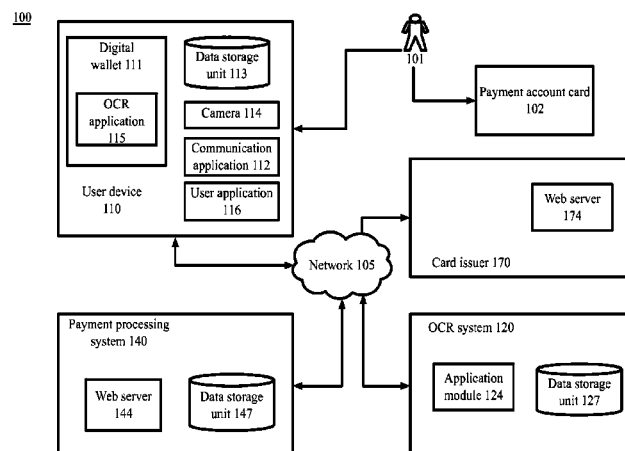 100
Digital
wallet 111
OCR
application
115
Data storage
unit 113
Camera 114
Communication
application 112
User application
116
User device
110
101
Payment account card
102
Web server
174
Card issuer 170
Network 105
Payment processing
system 140
Web server
144
Data storage
unit 147
OCR system 120
Application
module 124
Data storage
unit 127